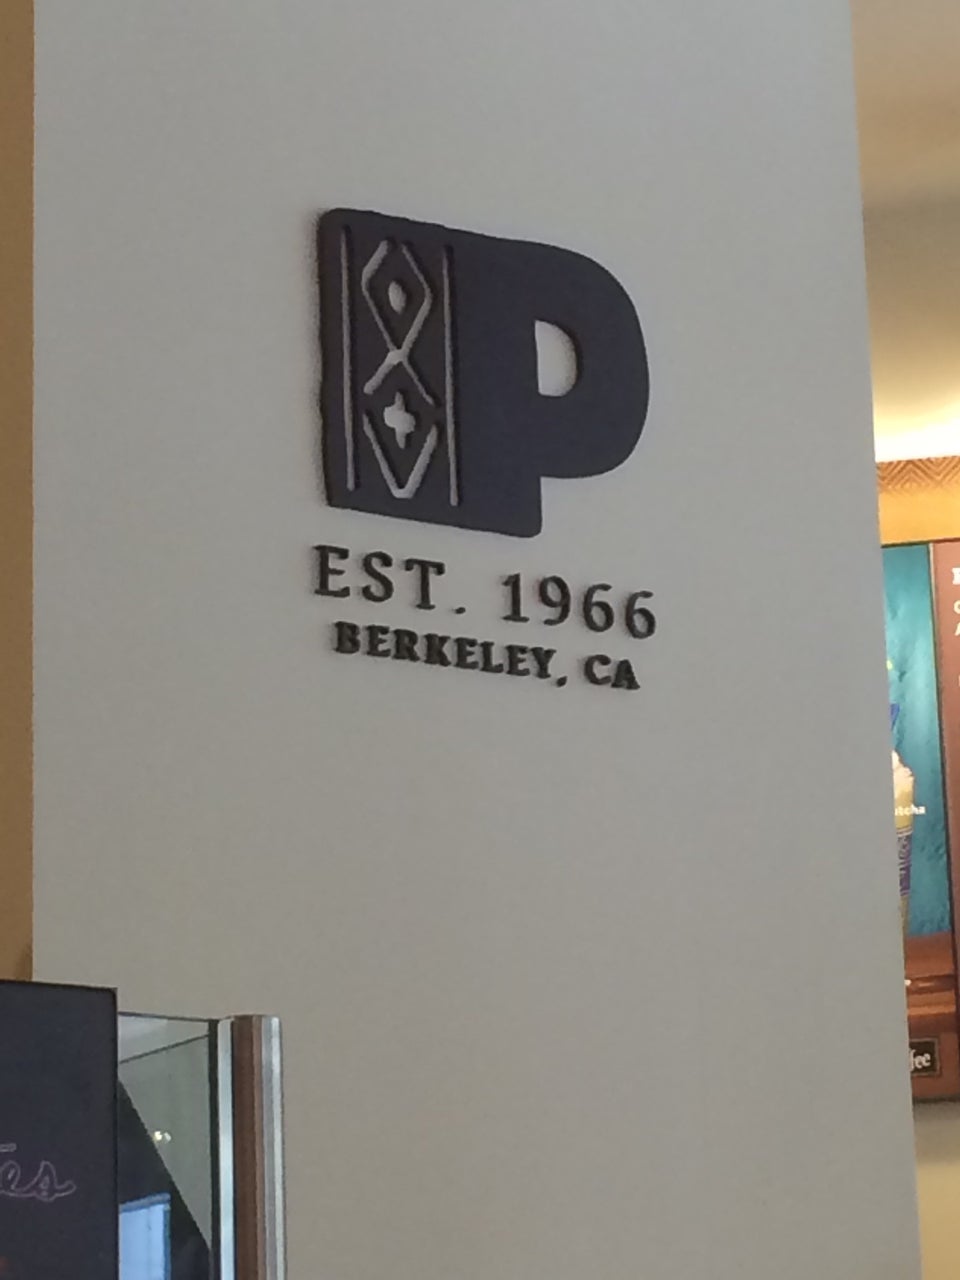 P
EST. 1966
BERKELEY, CA